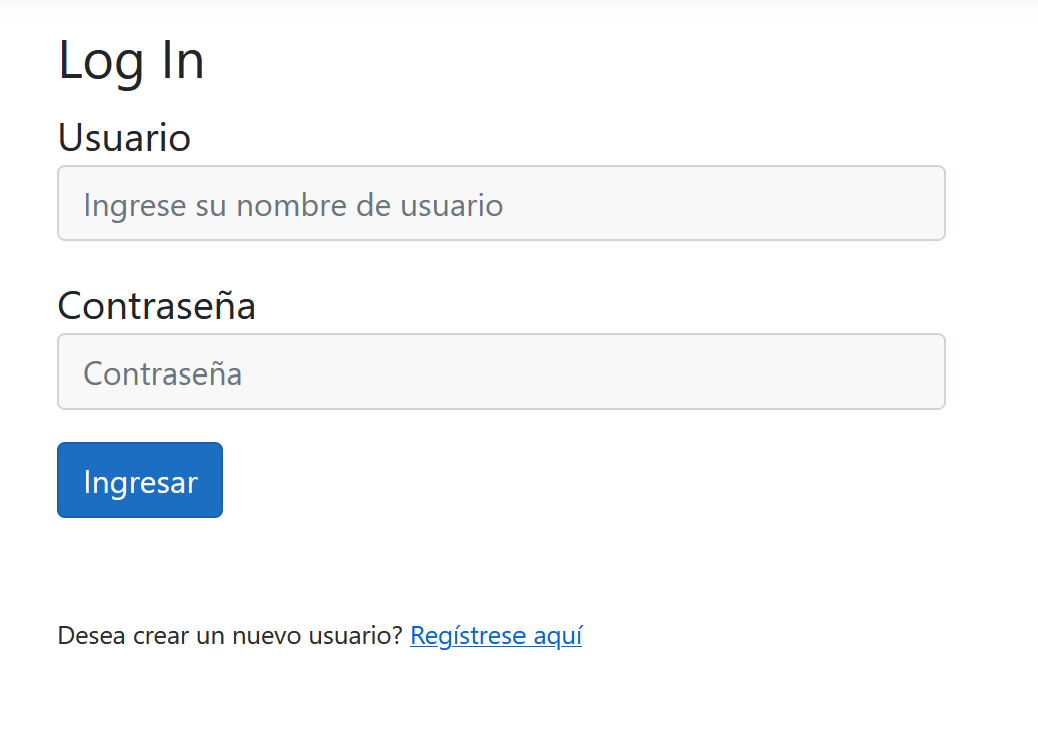 Log In
Usuario
Ingrese su nombre de usuario
Contraseña
Contraseña
Ingresar
Desea crear un nuevo usuario? Regístrese aquí